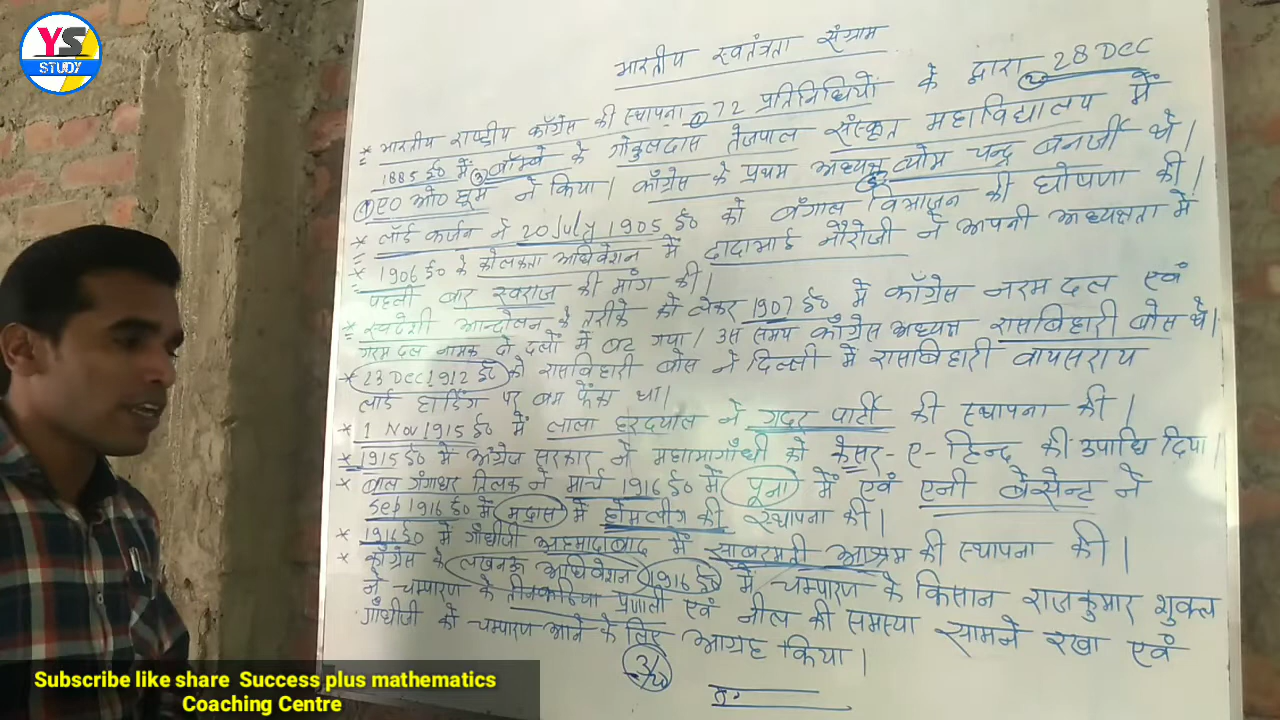 YS
STUDY
भारतीय स्वतंत्रता संग्राम
* भारतीय राष्ट्रीय काँग्रेस की स्थापना ① 72 प्रतिनिधियों के द्वारा ② 28 Dec
1885 ई० में ③ बॉम्बे के गोकुलदास तेजपाल संस्कृत महाविद्यालय में
④ ए० ओ० ह्यूम ने किया। काँग्रेस के प्रथम अध्यक्ष व्योम चन्द्र बनर्जी थे।
* लॉर्ड कर्जन ने 20 July 1905 ई० को बंगाल विभाजन की घोषणा की।
* 1906 ई० के कोलकता अधिवेशन में दादाभाई नौरोजी ने अपनी अध्यक्षता में
पहली बार स्वराज की माँग की।
* स्वदेशी आन्दोलन के तरीके को लेकर 1907 ई० में काँग्रेस नरम दल एवं
गरम दल नामक दो दलों में बट गया। उस समय काँग्रेस अध्यक्ष रासबिहारी बोस थे।
* 23 Dec 1912 ई० को रासबिहारी बोस ने दिल्ली में रासबिहारी वायसराय
लार्ड हार्डिंग पर बम फेंका था।
* 1 Nov 1915 ई० में लाला हरदयाल ने गदर पार्टी की स्थापना की।
* 1915 ई० में अंग्रेज सरकार ने महात्मागाँधी को केसर-ए-हिन्द की उपाधि दिया।
* बाल गंगाधर तिलक ने मार्च 1916 ई० में पूना में एवं एनी बेसेन्ट ने
Sep 1916 ई० में मद्रास में होमलीग की स्थापना की।
* 1916 ई० में गाँधीजी अहमदाबाद में साबरमती आश्रम की स्थापना की।
* काँग्रेस के लखनऊ अधिवेशन 1916 ई० में चम्पारण के किसान राजकुमार शुक्ल
ने चम्पारण के तीनकठिया प्रणाली एवं नील की समस्या सामने रखा एवं
गाँधीजी को चम्पारण आने के लिए आग्रह किया।
Subscribe like share Success plus mathematics
Coaching Centre